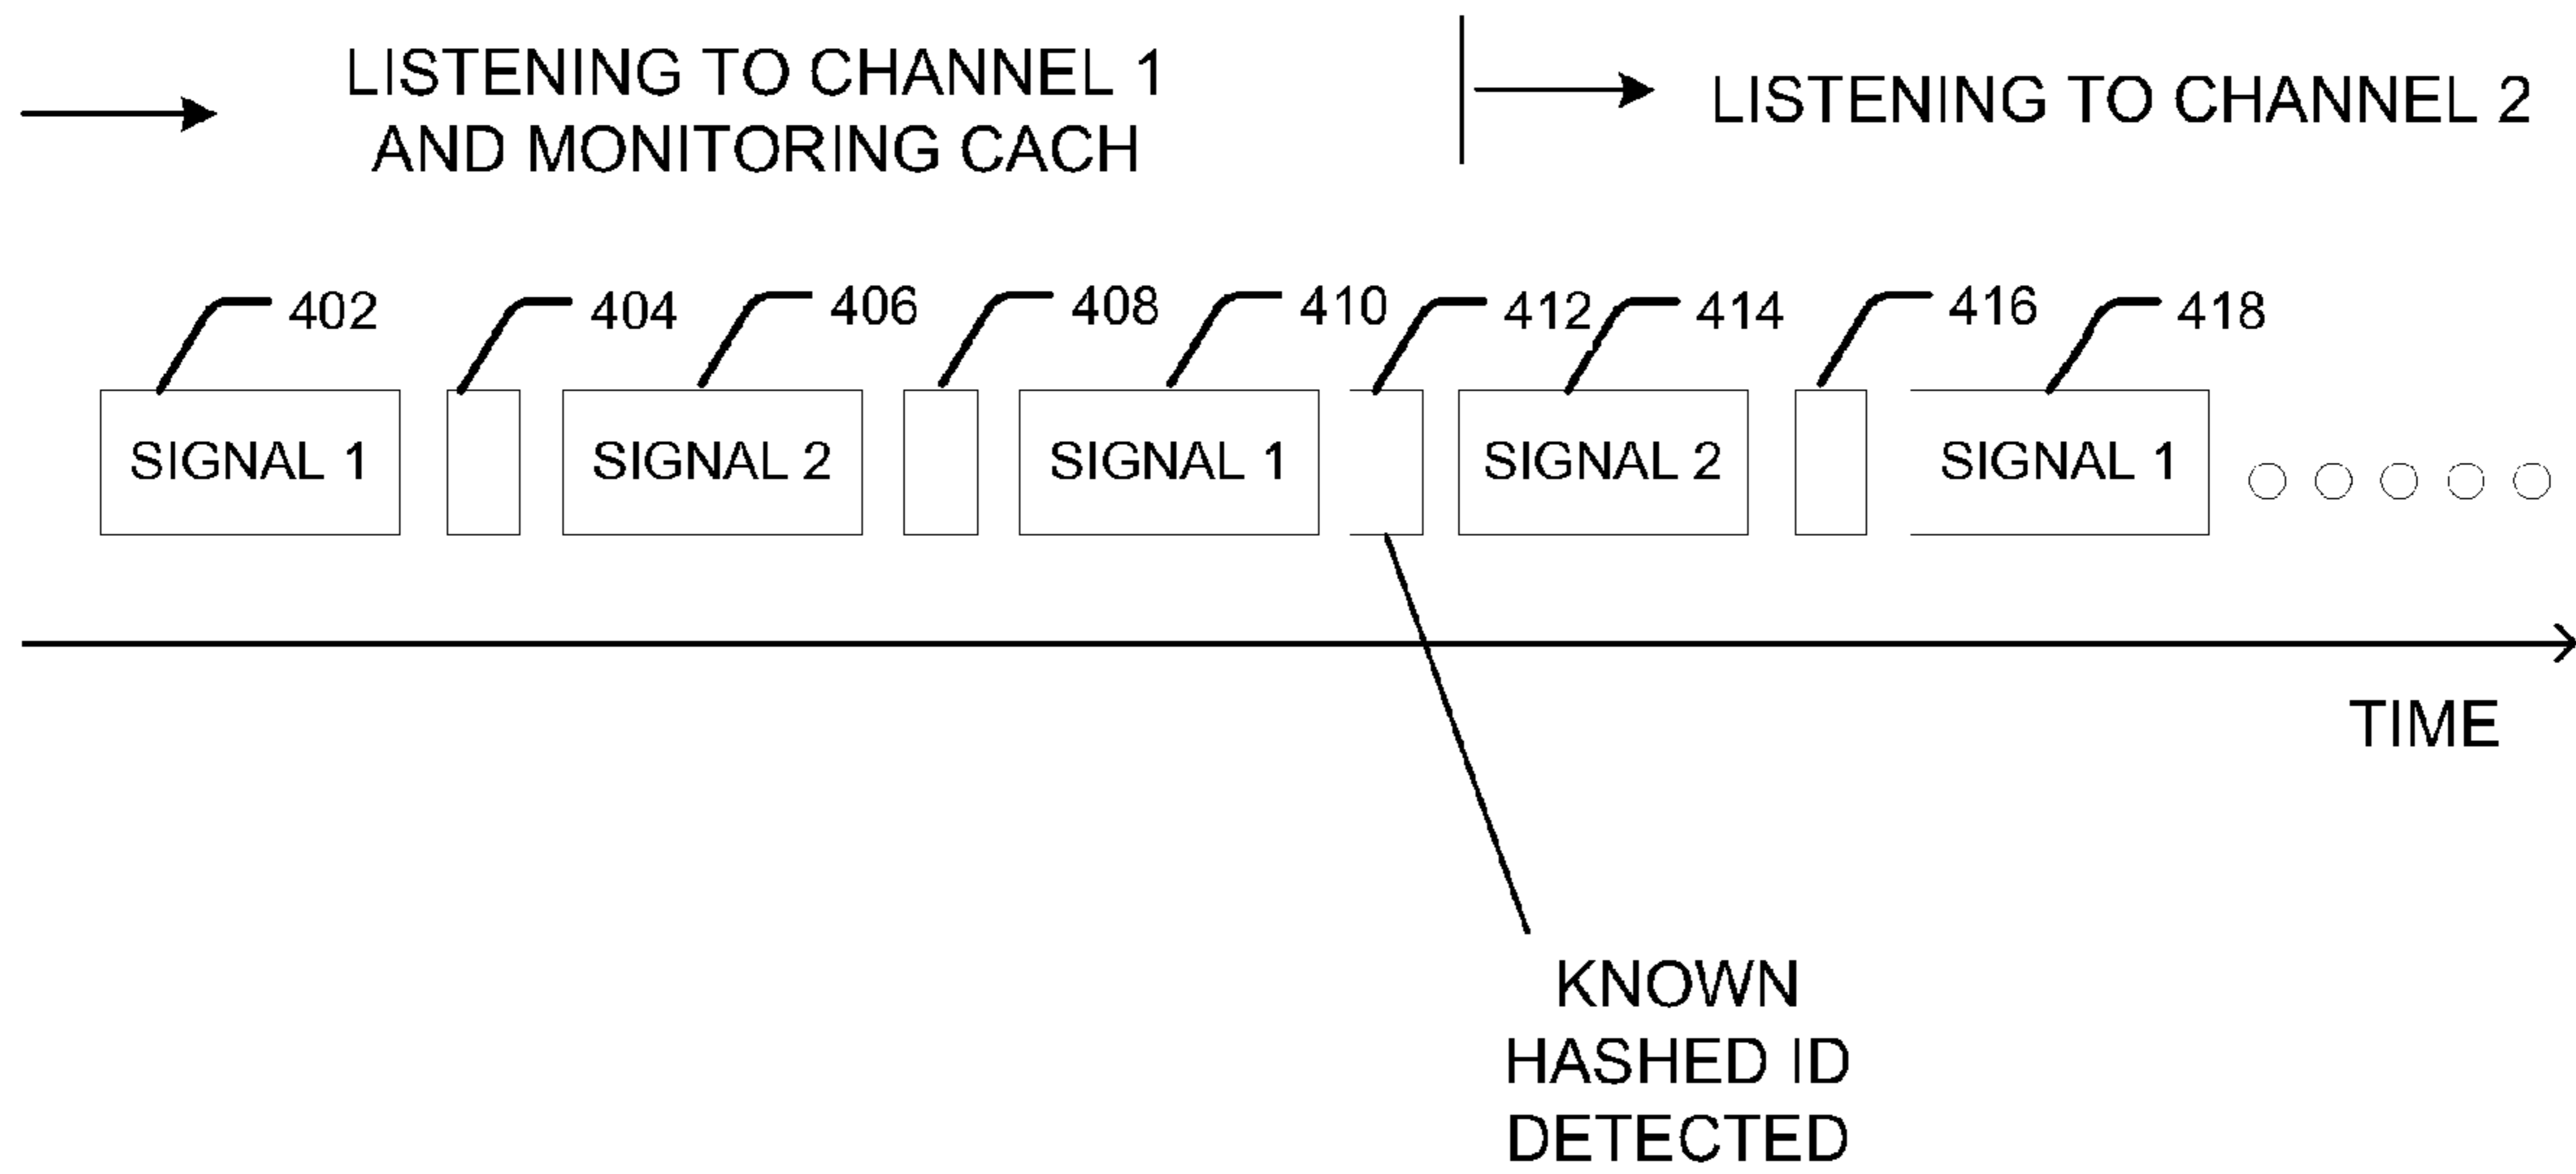 LISTENING TO CHANNEL 1
AND MONITORING CACH
LISTENING TO CHANNEL 2
402
404
406
408
410
412
414
416
418
SIGNAL 1
SIGNAL 2
SIGNAL 1
SIGNAL 2
SIGNAL 1
TIME
KNOWN
HASHED ID
DETECTED